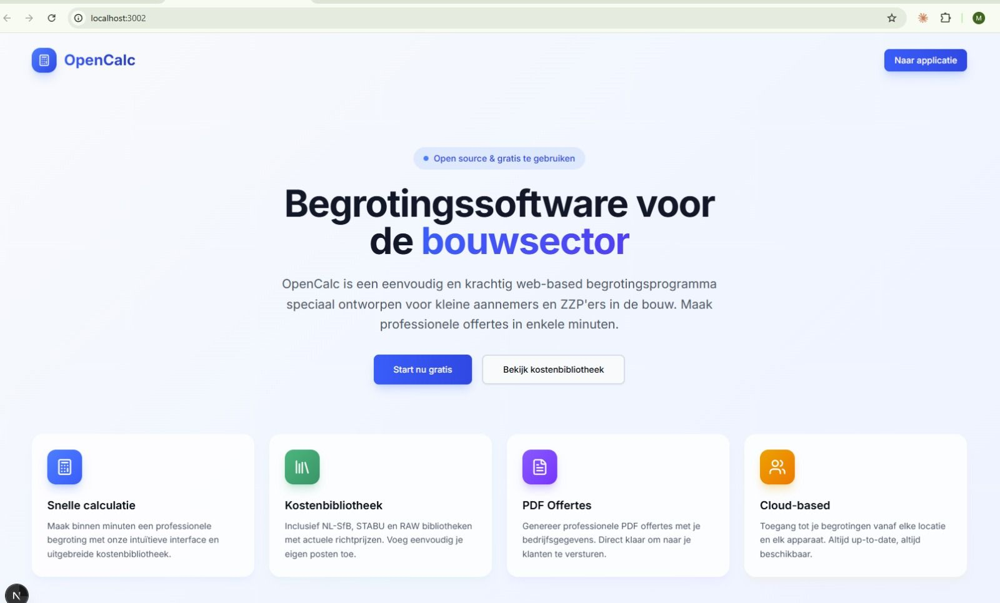 localhost:3002
M
OpenCalc
Naar applicatie
Open source & gratis te gebruiken
Begrotingssoftware voor
de bouwsector
OpenCalc is een eenvoudig en krachtig web-based begrotingsprogramma
speciaal ontworpen voor kleine aannemers en ZZP'ers in de bouw. Maak
professionele offertes in enkele minuten.
Start nu gratis
Bekijk kostenbibliotheek
Snelle calculatie
Maak binnen minuten een professionele
begroting met onze intuïtieve interface en
uitgebreide kostenbibliotheek.
Kostenbibliotheek
Inclusief NL-SfB, STABU en RAW bibliotheken
met actuele richtprijzen. Voeg eenvoudig je
eigen posten toe.
PDF Offertes
Genereer professionele PDF offertes met je
bedrijfsgegevens. Direct klaar om naar je
klanten te versturen.
Cloud-based
Toegang tot je begrotingen vanaf elke locatie
en elk apparaat. Altijd up-to-date, altijd
beschikbaar.
N